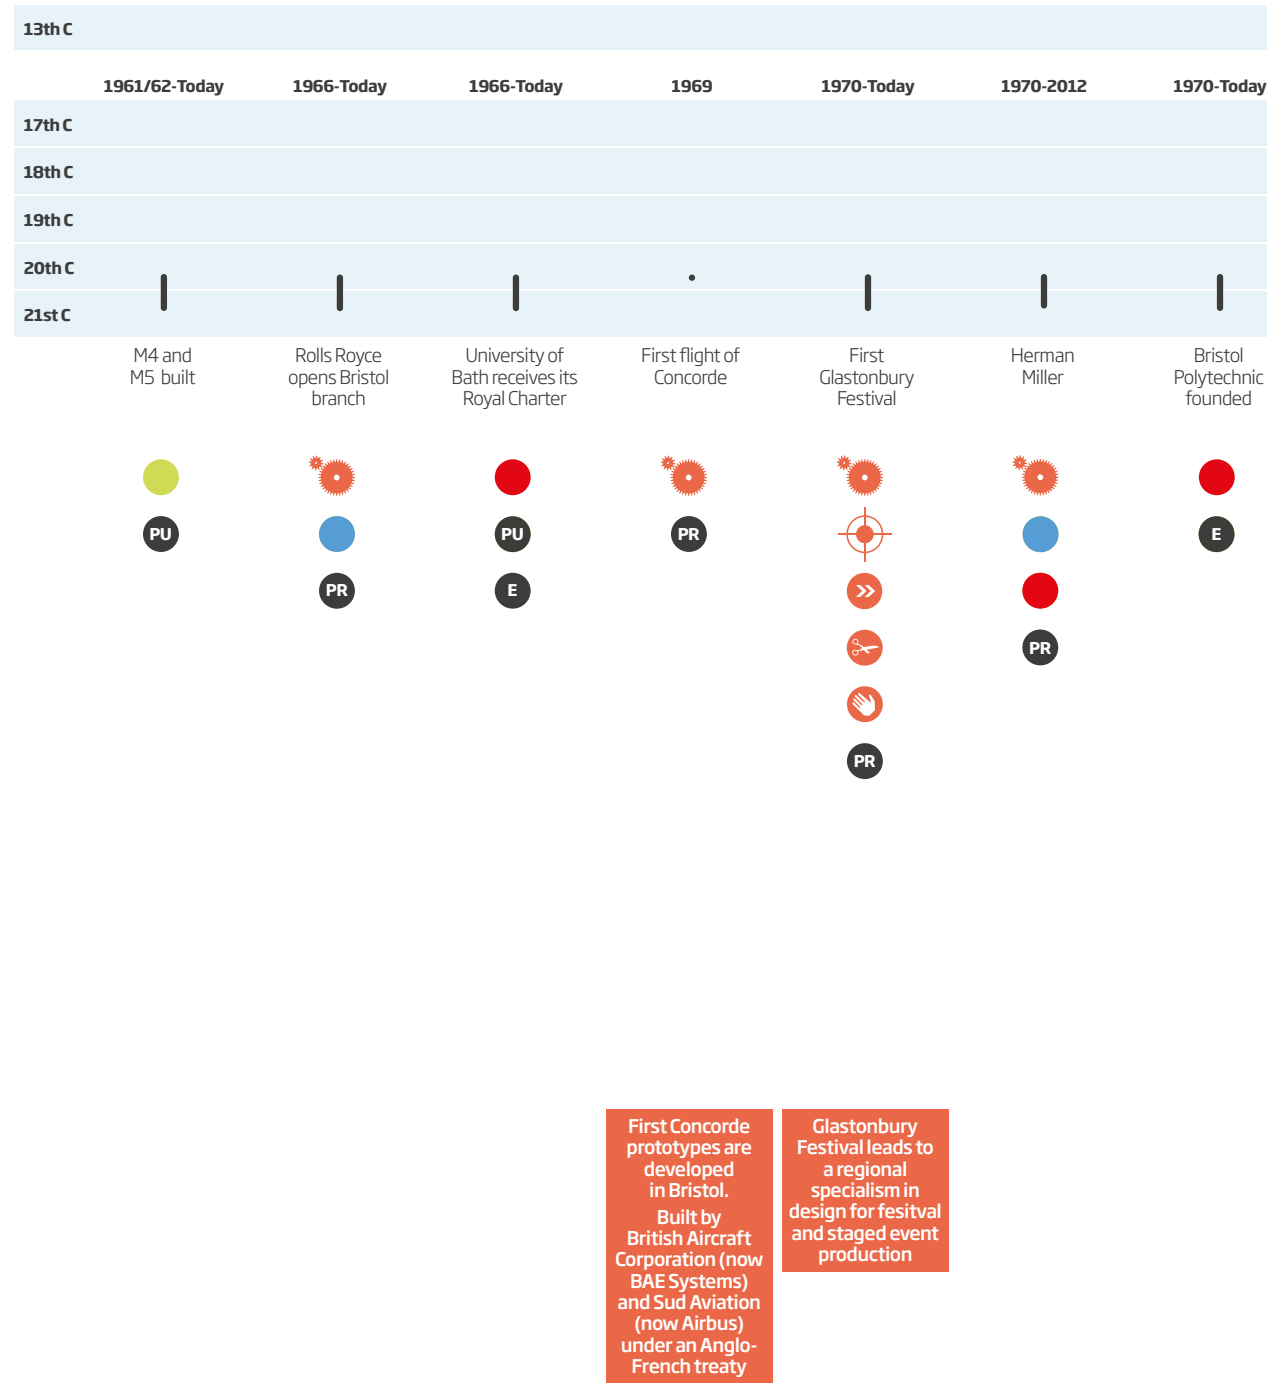 13th C
1961/62-Today 1966-Today 1966-Today 1969 1970-Today 1970-2012 1970-Today
17th C
18th C
19th C
20th C
21st C
M4 and
M5 built
Rolls Royce
opens Bristol
branch
University of
Bath receives its
Royal Charter
First flight of
Concorde
First
Glastonbury
Festival
Herman
Miller
Bristol
Polytechnic
founded
PU
PR
PU
E
PR
PR
PR
E
First Concorde
prototypes are
developed
in Bristol.
Built by
British Aircraft
Corporation (now
BAE Systems)
and Sud Aviation
(now Airbus)
under an Anglo-
French treaty
Glastonbury
Festival leads to
a regional
specialism in
design for fesitval
and staged event
production